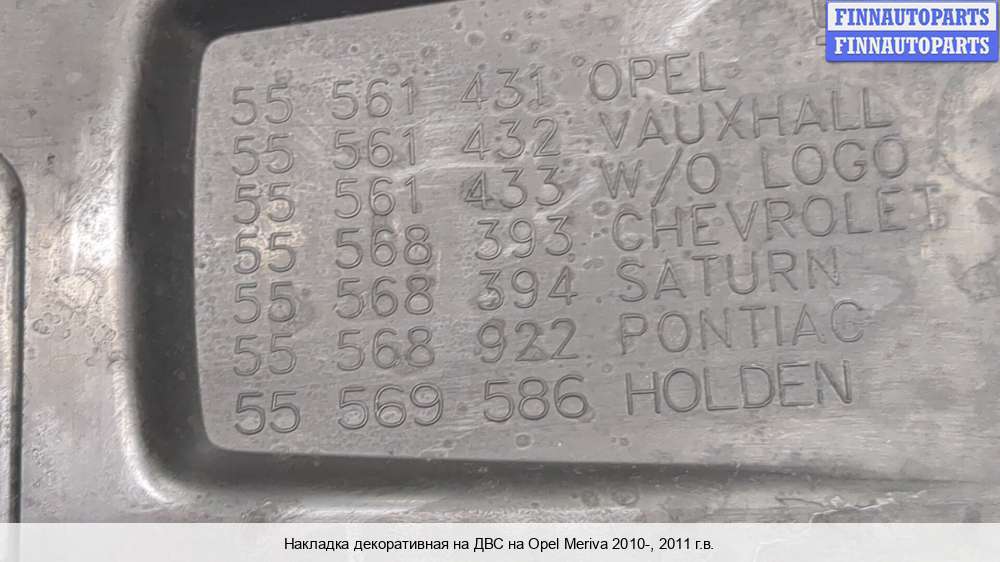 FINNAUTOPARTS
FINNAUTOPARTS
55 561 431 OPEL
55 561 432 VAUXHALL
55 561 433 W/O LOGO
55 568 393 CHEVROLET
55 568 394 SATURN
55 568 922 PONTIAC
55 569 586 HOLDEN
Накладка декоративная на ДВС на Opel Meriva 2010-, 2011 г.в.